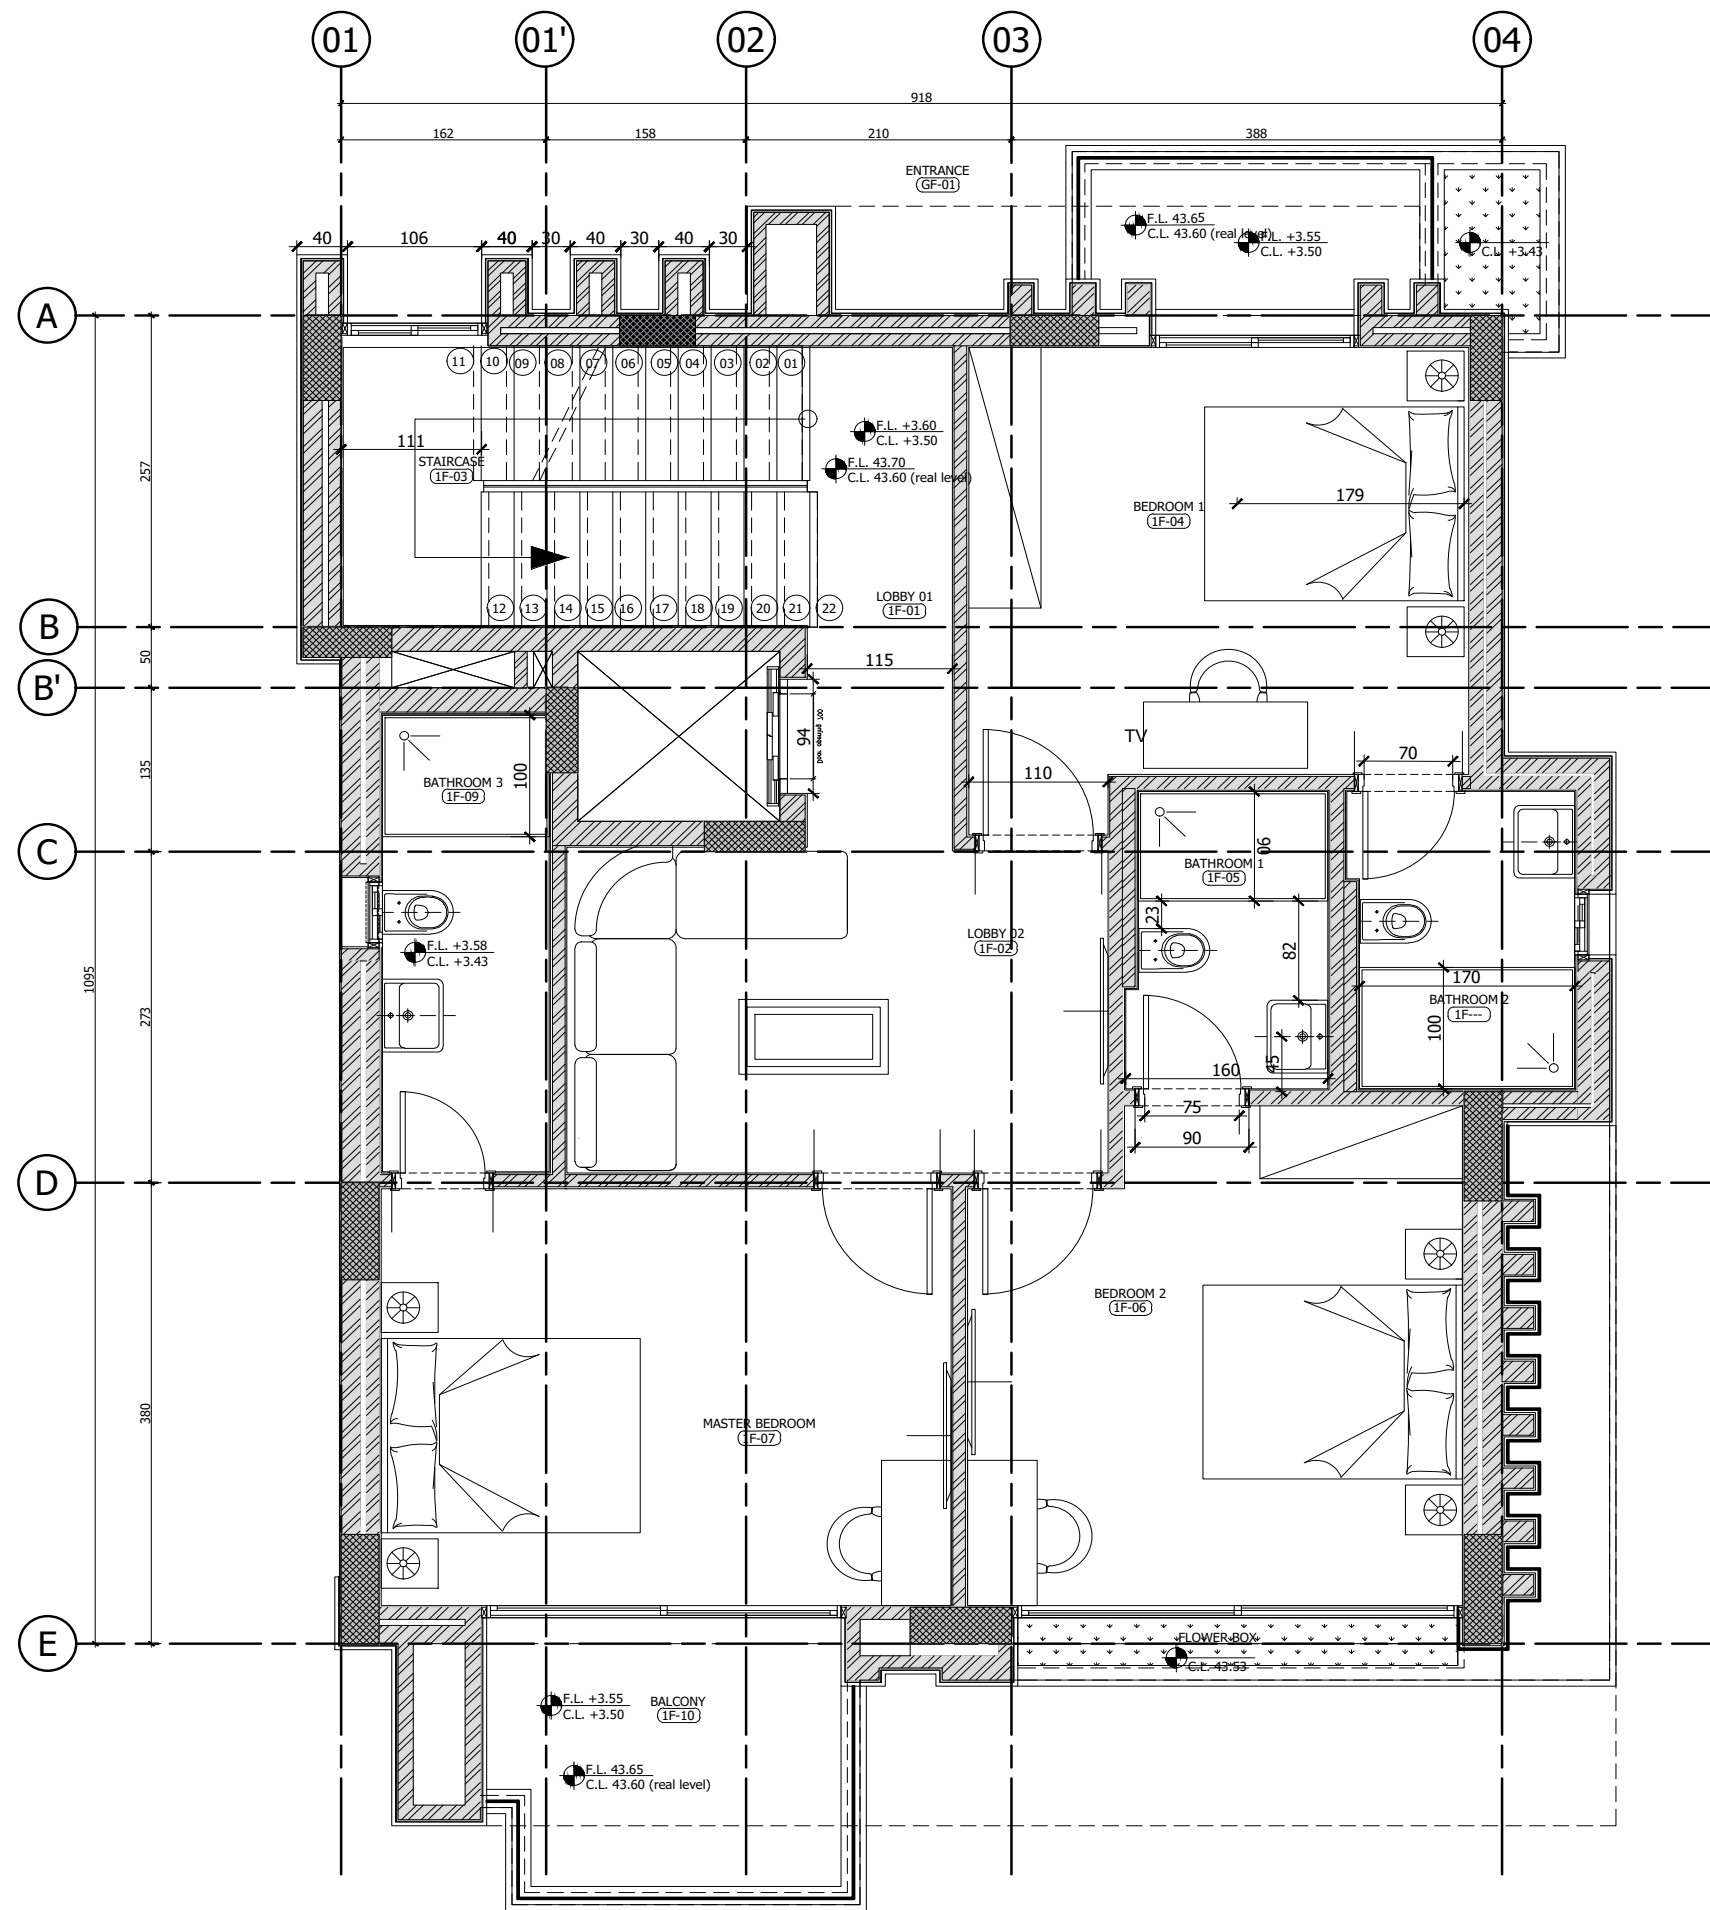 01 01' 02 03 04
918
162 158 210 388
ENTRANCE
GF-01
F.L. 43.65
C.L. 43.60 (real level)
F.L. +3.55
C.L. +3.50
C.L. +3.43
40 106 40 30 40 30 40 30
A
11 10 09 08 07 06 05 04 03 02 01
F.L. +3.60
C.L. +3.50
111
STAIRCASE
1F-03
F.L. 43.70
C.L. 43.60 (real level)
257
179
BEDROOM 1
1F-04
LOBBY 01
1F-01
12 13 14 15 16 17 18 19 20 21 22
B
50
115
B'
94
TV
70
135
100
BATHROOM 3
1F-09
110
90
C
BATHROOM 1
1F-05
23
82
LOBBY 02
1F-02
F.L. +3.58
C.L. +3.43
1095
273
170
BATHROOM 2
1F---
100
45
160
75
90
D
BEDROOM 2
1F-06
380
MASTER BEDROOM
1F-07
E
FLOWER BOX
C.L. 43.53
F.L. +3.55
C.L. +3.50
BALCONY
1F-10
F.L. 43.65
C.L. 43.60 (real level)